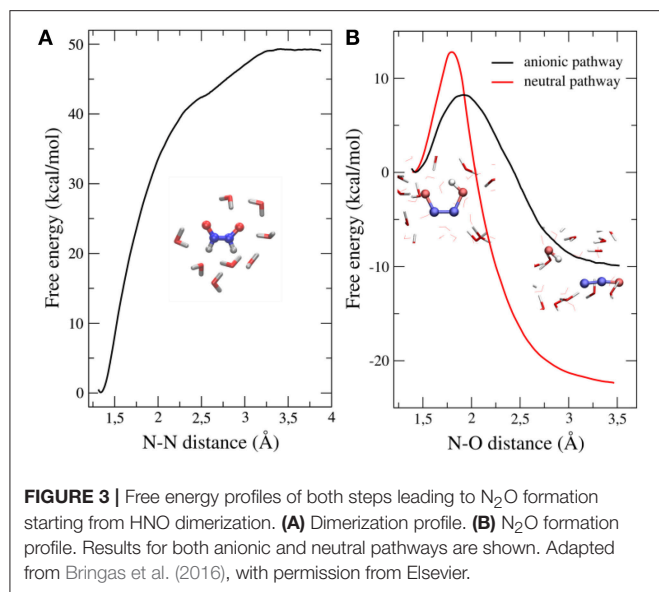 A
B
50
40
30
20
10
0
Free energy (kcal/mol)
1,5
2
2,5
3
3,5
4
N-N distance (Å)
anionic pathway
neutral pathway
10
0
-10
-20
Free energy (kcal/mol)
1,5
2
2,5
3
3,5
N-O distance (Å)
FIGURE 3 | Free energy profiles of both steps leading to N₂O formation
starting from HNO dimerization. (A) Dimerization profile. (B) N₂O formation
profile. Results for both anionic and neutral pathways are shown. Adapted
from Bringas et al. (2016), with permission from Elsevier.